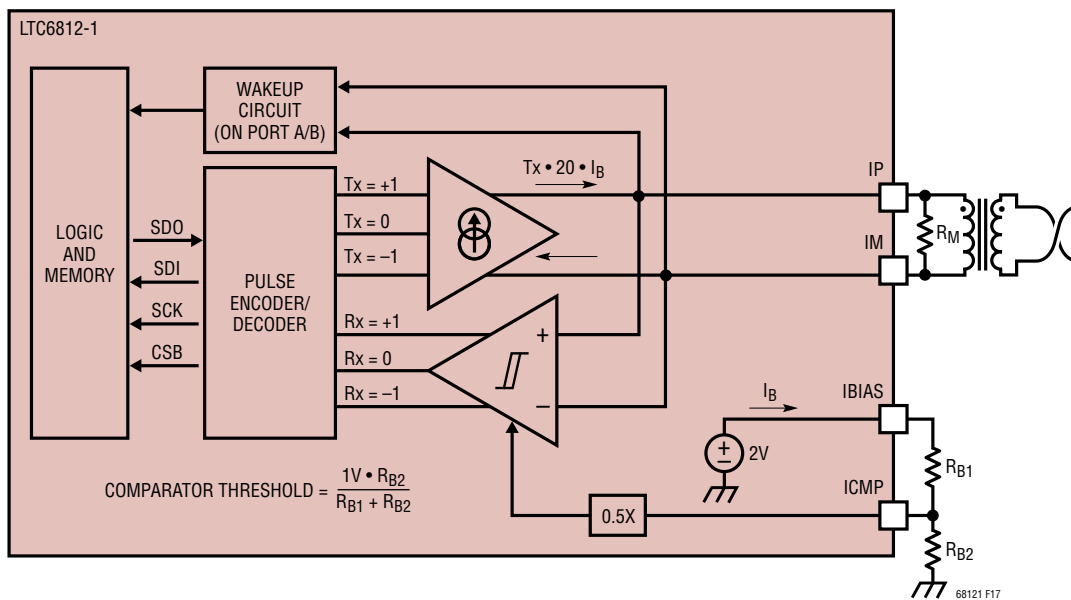 LTC6812-1
WAKEUP
CIRCUIT
(ON PORT A/B)
Tx • 20 • IB
IP
IM
RM
LOGIC
AND
MEMORY
SDO
SDI
SCK
CSB
PULSE
ENCODER/
DECODER
Tx = +1
Tx = 0
Tx = –1
Rx = +1
Rx = 0
Rx = –1
+
–
IB
IBIAS
+
–
2V
RB1
ICMP
0.5X
RB2
COMPARATOR THRESHOLD = 1V • RB2
RB1 + RB2
68121 F17